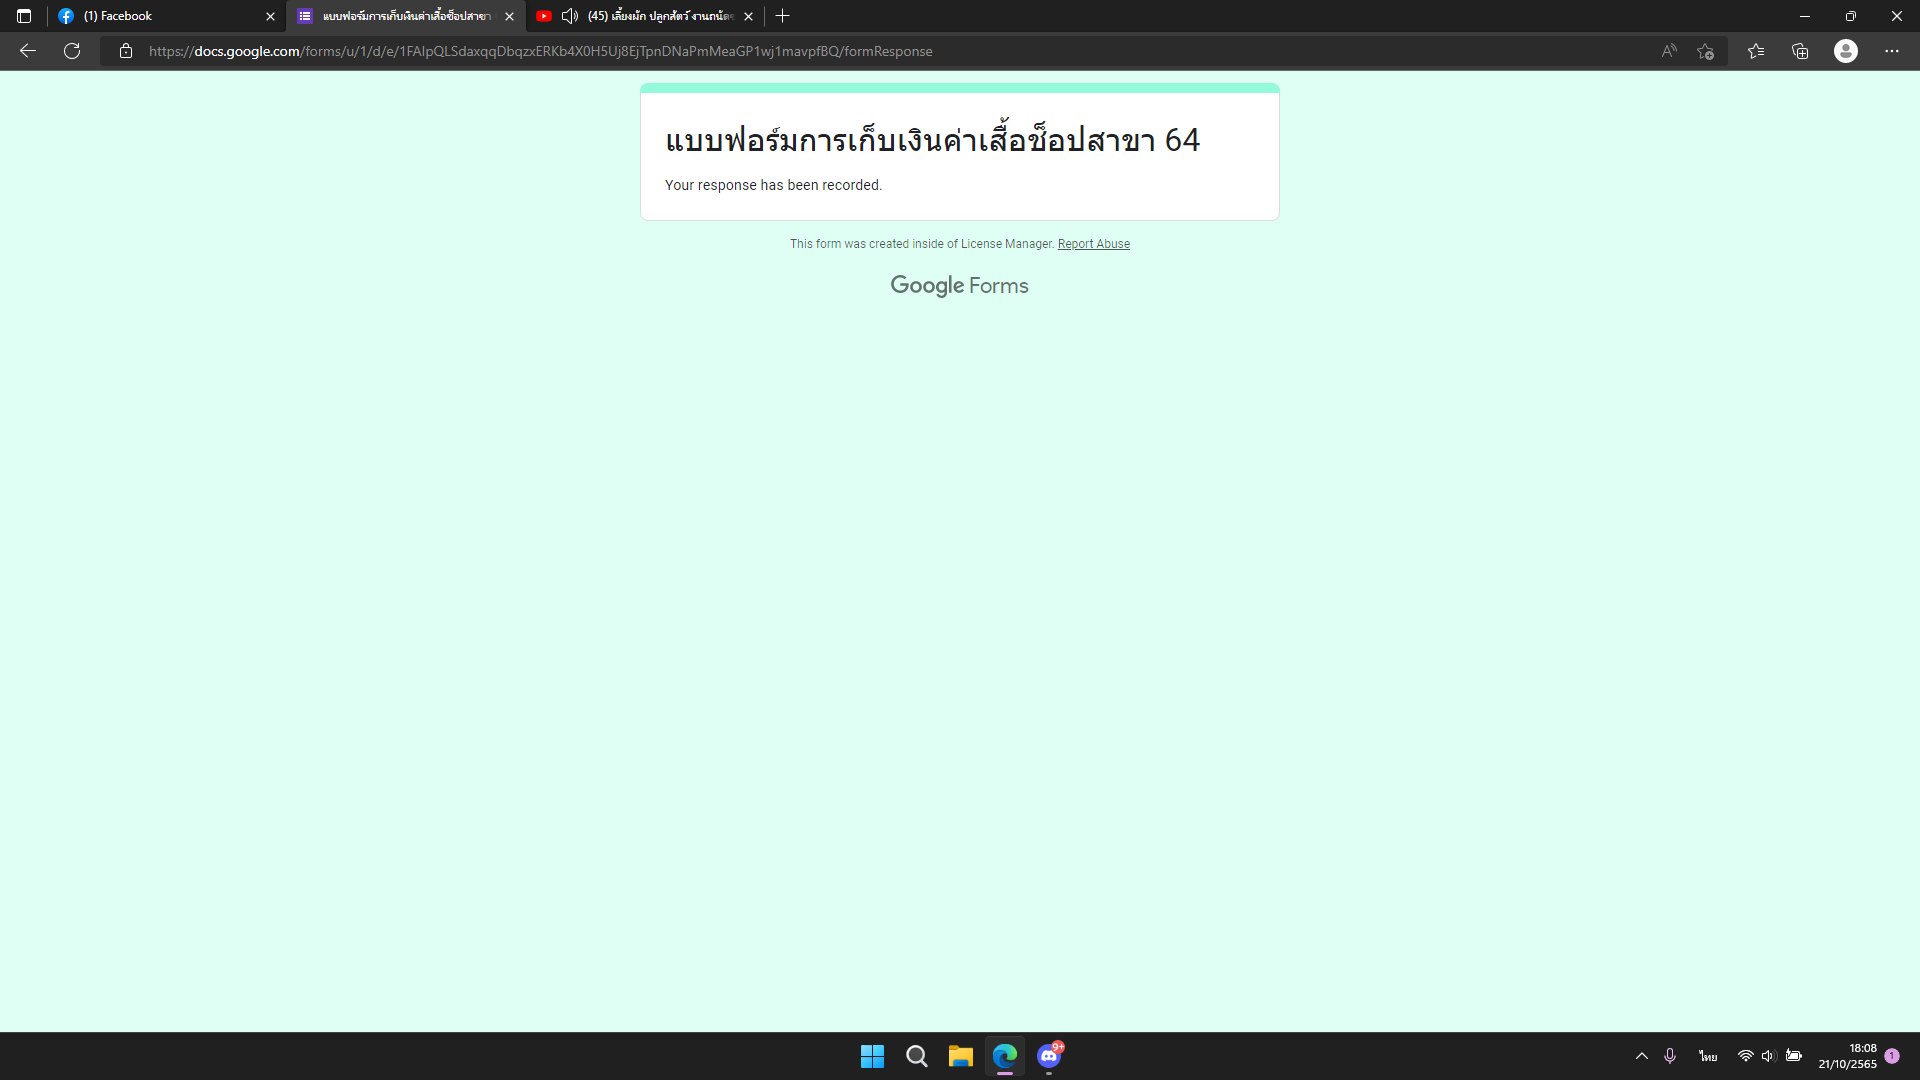 (1) Facebook
แบบฟอร์มการเก็บเงินค่าเสื้อช็อปสาขา
(45) เลี้ยงผัก ปลูกสัตว์ งานถนัด
https://docs.google.com/forms/u/1/d/e/1FAIpQLSdaxqqDbqzxERKb4X0H5Uj8EjTpnDNaPmMeaGP1wj1mavpfBQ/formResponse
แบบฟอร์มการเก็บเงินค่าเสื้อช็อปสาขา 64
Your response has been recorded.
This form was created inside of License Manager. Report Abuse
Google Forms
9+
ไทย
18:08
21/10/2565
1